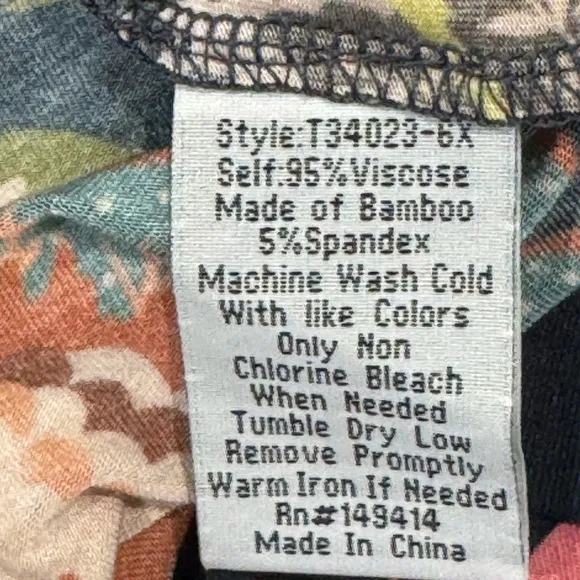 Style:T34023-6X
Self:95%Viscose
Made of Bamboo
5%Spandex
Machine Wash Cold
With like Colors
Only Non
Chlorine Bleach
When Needed
Tumble Dry Low
Remove Promptly
Warm Iron If Needed
Rn#149414
Made In China